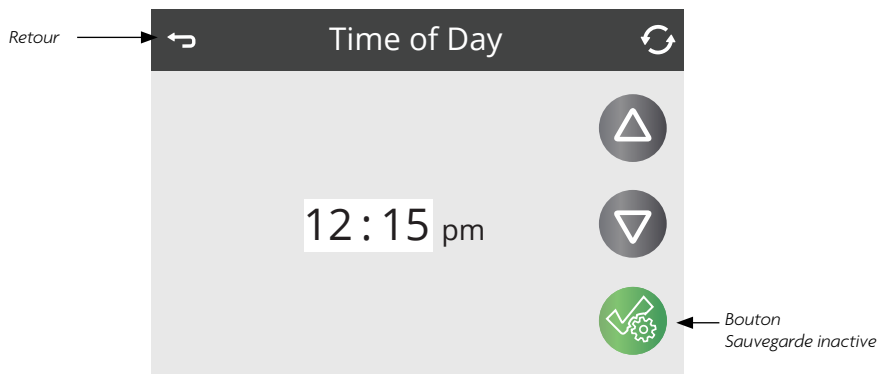 Retour
Time of Day
12:15 pm
Bouton
Sauvegarde inactive